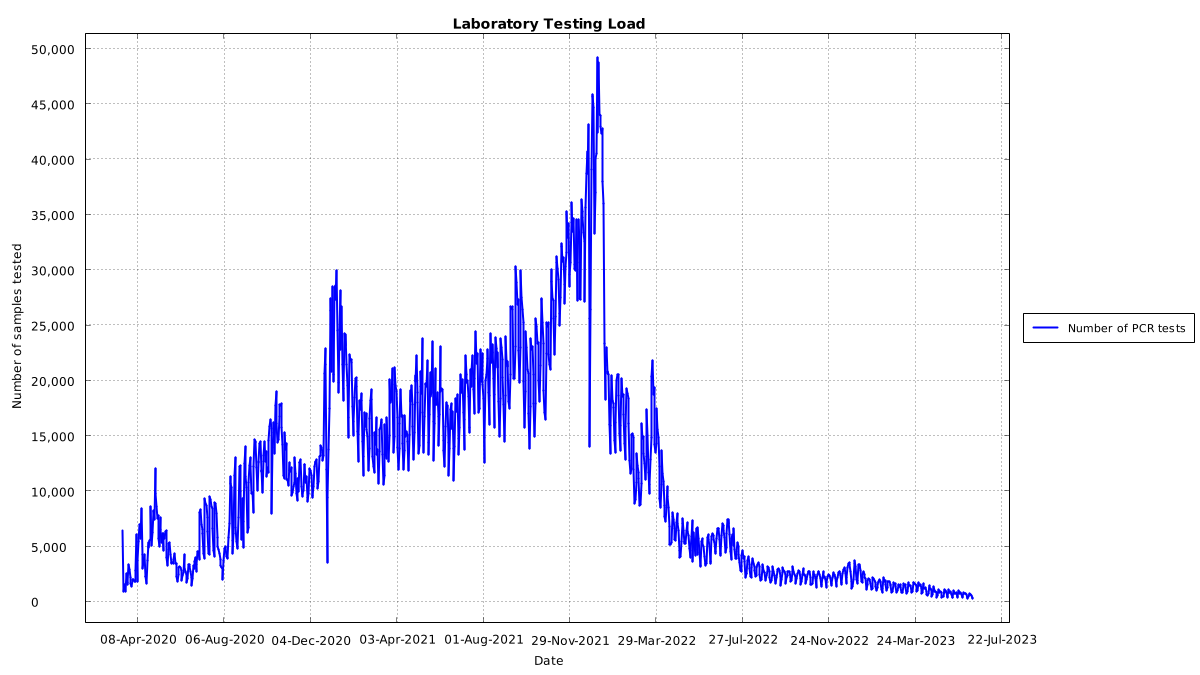 Laboratory Testing Load
50,000
45,000
40,000
35,000
30,000
25,000
20,000
15,000
10,000
5,000
0
Number of samples tested
08-Apr-2020 06-Aug-2020 04-Dec-2020 03-Apr-2021 01-Aug-2021 29-Nov-2021 29-Mar-2022 27-Jul-2022 24-Nov-2022 24-Mar-2023 22-Jul-2023
Date
Number of PCR tests